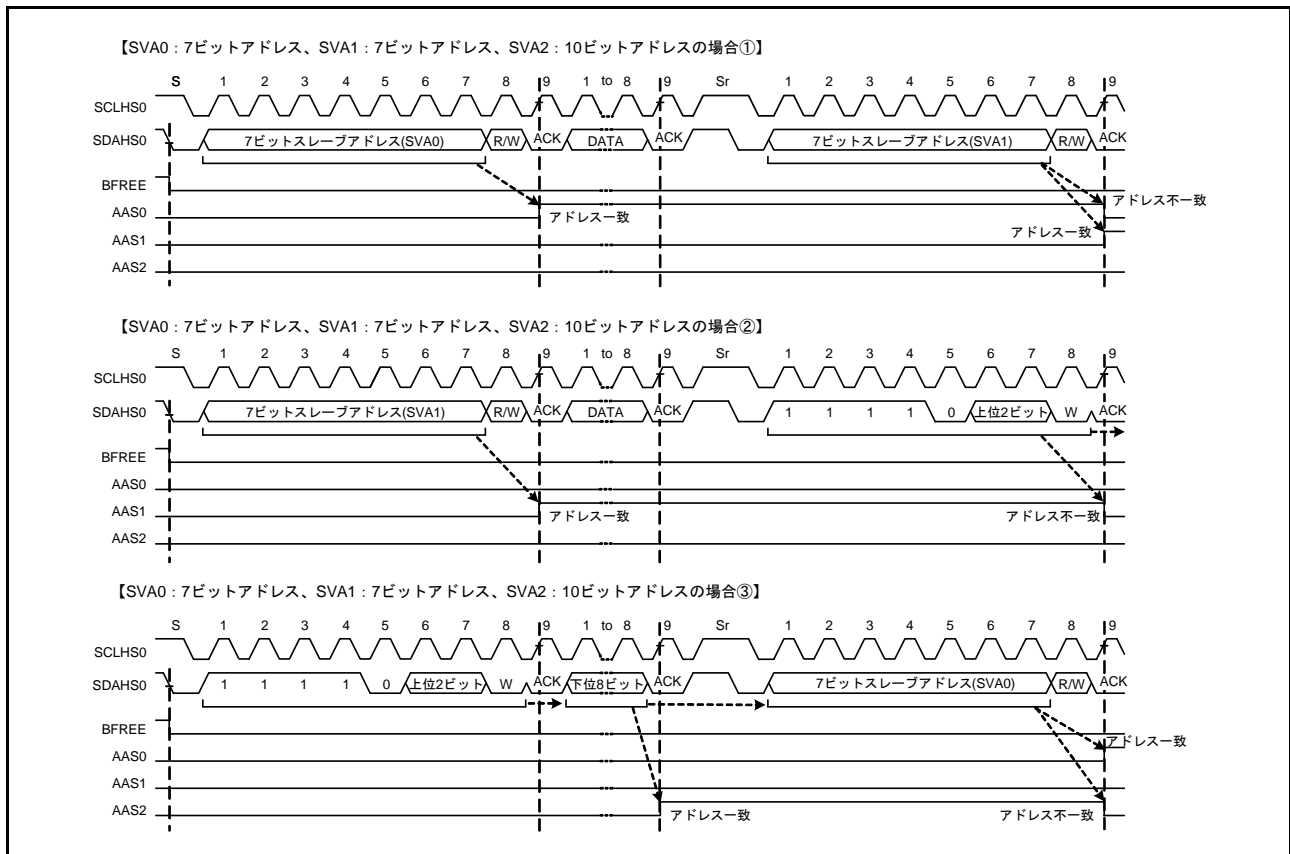 【SVA0：7ビットアドレス、SVA1：7ビットアドレス、SVA2：10ビットアドレスの場合①】
S 1 2 3 4 5 6 7 8 9 1 to 8 9 Sr 1 2 3 4 5 6 7 8 9
SCLHS0
SDAHS0 7ビットスレーブアドレス(SVA0) R/W ACK DATA ACK 7ビットスレーブアドレス(SVA1) R/W ACK
BFREE
アドレス不一致
AAS0 アドレス一致
アドレス一致
AAS1
AAS2
【SVA0：7ビットアドレス、SVA1：7ビットアドレス、SVA2：10ビットアドレスの場合②】
S 1 2 3 4 5 6 7 8 9 1 to 8 9 Sr 1 2 3 4 5 6 7 8 9
SCLHS0
SDAHS0 7ビットスレーブアドレス(SVA1) R/W ACK DATA ACK 1 1 1 1 0 上位2ビット W ACK
BFREE
AAS0
AAS1 アドレス一致 アドレス不一致
AAS2
【SVA0：7ビットアドレス、SVA1：7ビットアドレス、SVA2：10ビットアドレスの場合③】
S 1 2 3 4 5 6 7 8 9 1 to 8 9 Sr 1 2 3 4 5 6 7 8 9
SCLHS0
SDAHS0 1 1 1 1 0 上位2ビット W ACK 下位8ビット ACK 7ビットスレーブアドレス(SVA0) R/W ACK
BFREE
アドレス一致
AAS0
AAS1
AAS2 アドレス一致 アドレス不一致